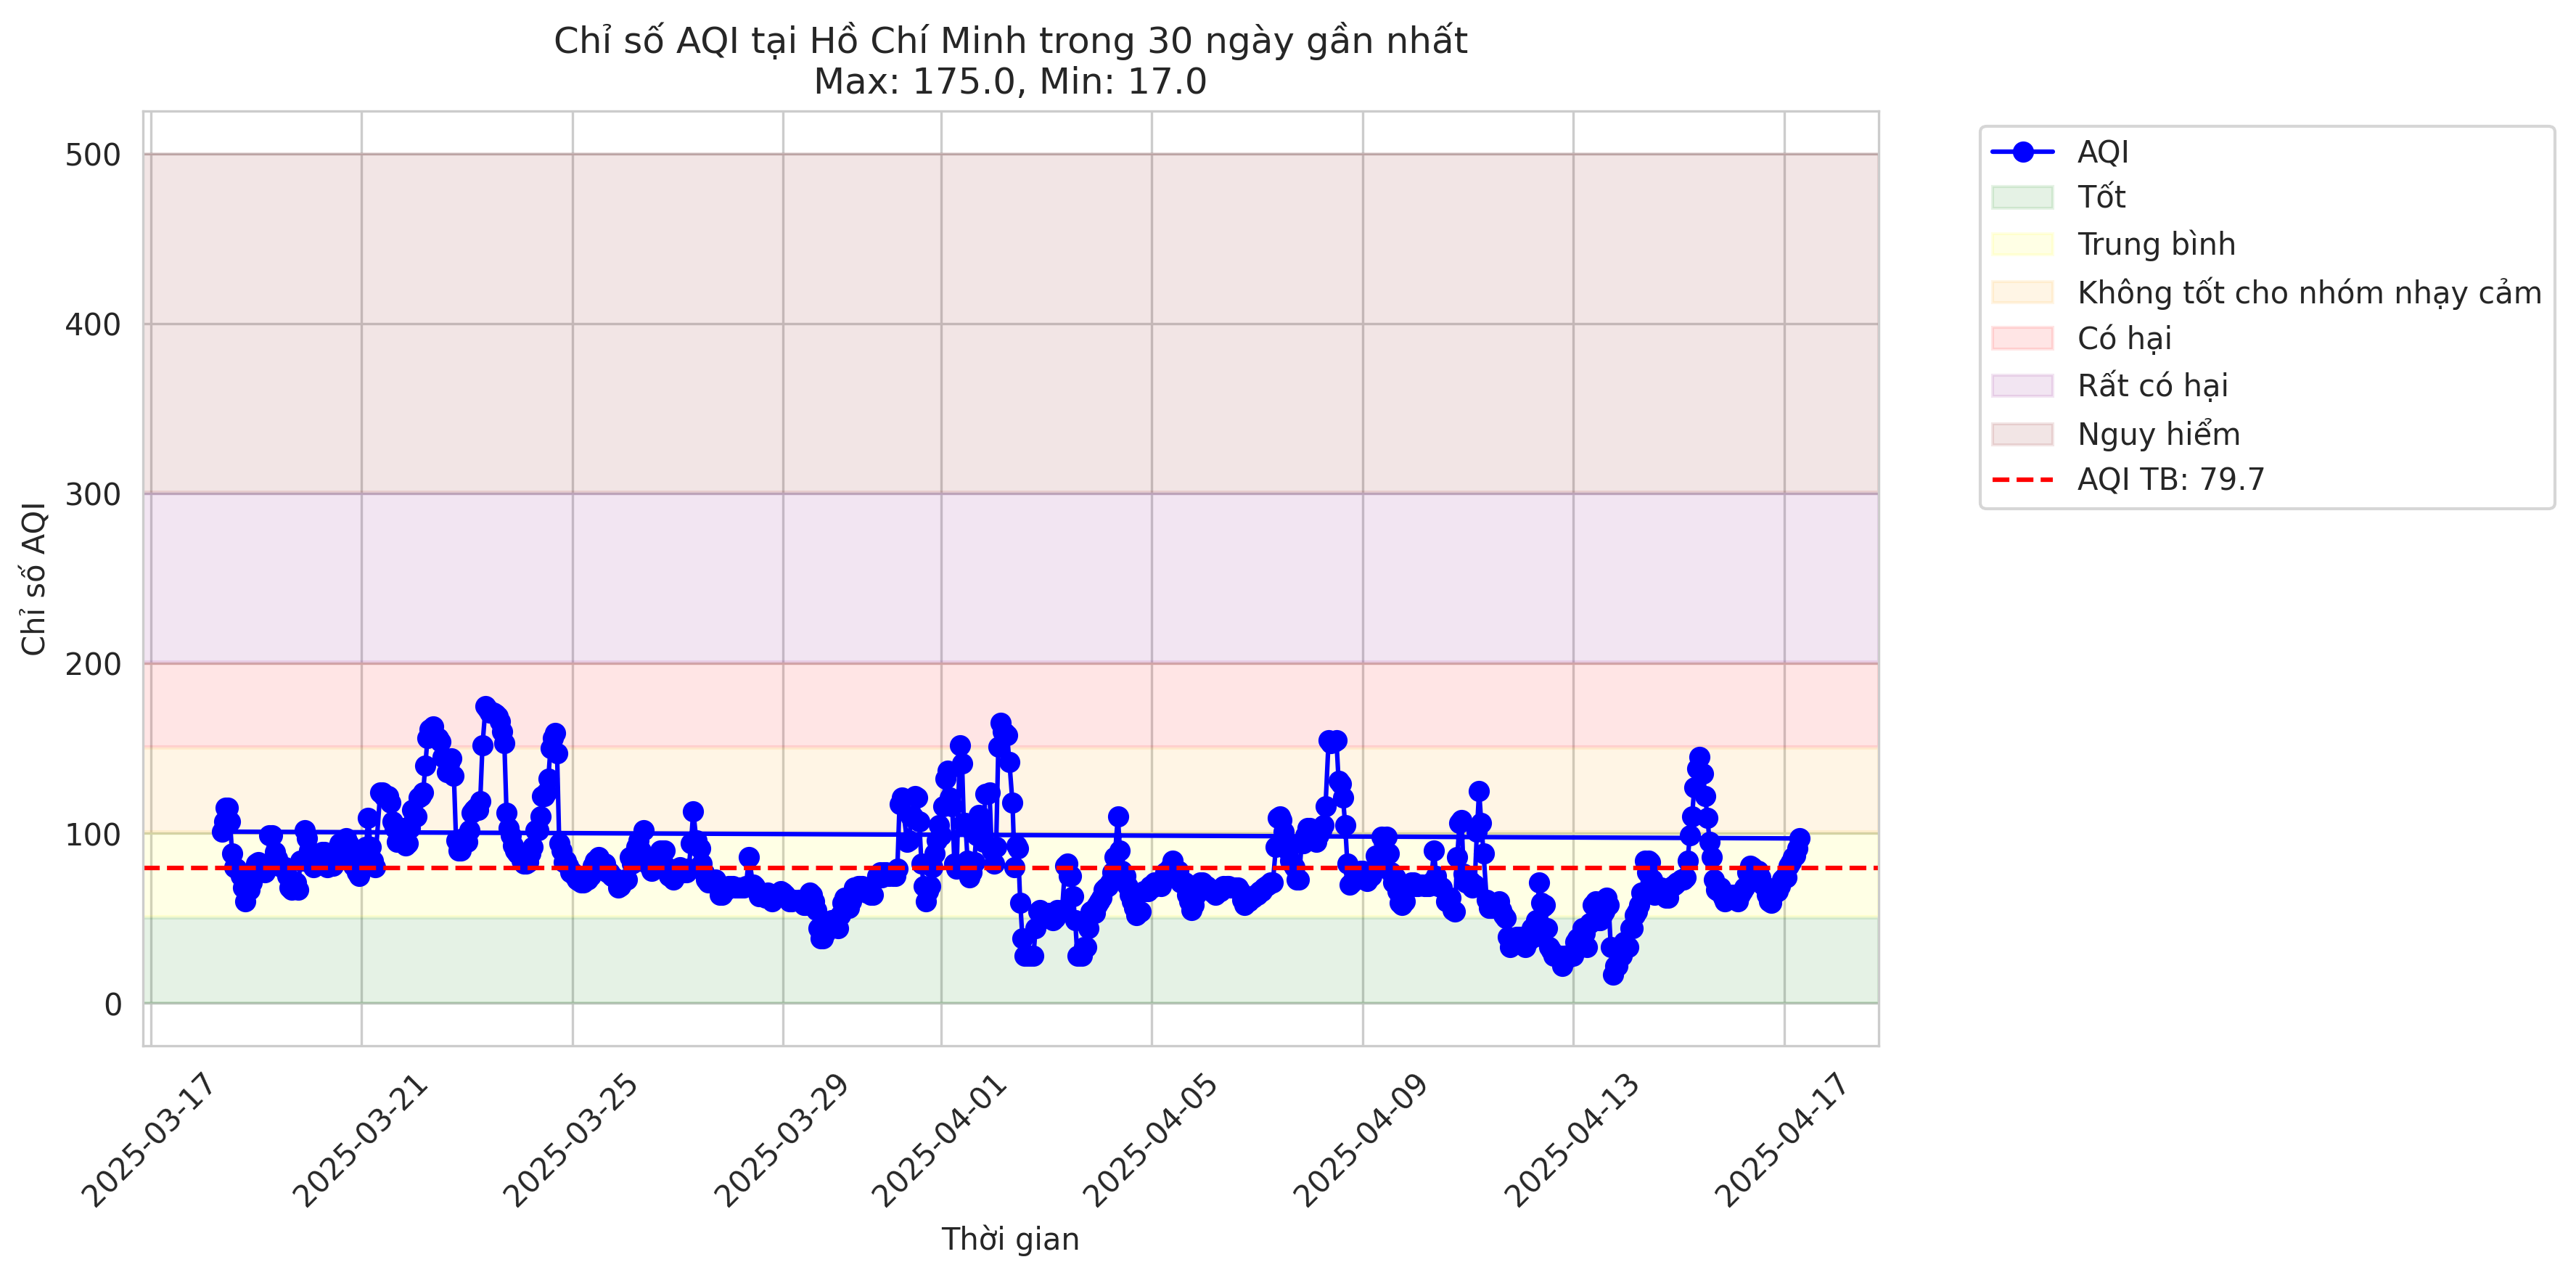 Chỉ số AQI tại Hồ Chí Minh trong 30 ngày gần nhất
Max: 175.0, Min: 17.0
Chỉ số AQI
500
400
300
200
100
0
2025-03-17
2025-03-21
2025-03-25
2025-03-29
2025-04-01
2025-04-05
2025-04-09
2025-04-13
2025-04-17
Thời gian
AQI
Tốt
Trung bình
Không tốt cho nhóm nhạy cảm
Có hại
Rất có hại
Nguy hiểm
AQI TB: 79.7